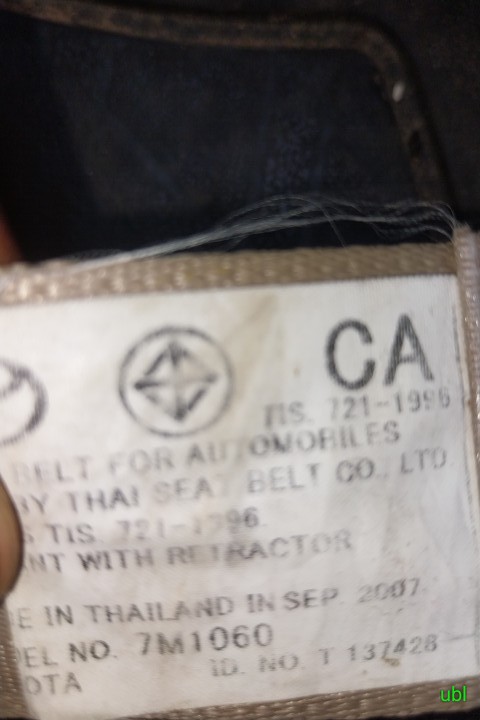 CA
TIS. 721-1996
BELT FOR AUTOMOBILES
BY THAI SEAT BELT CO., LTD.
TIS. 721-1996.
NT WITH RETRACTOR
E IN THAILAND IN SEP. 2007.
EL NO. 7M1060
ID. NO. T 137428
OTA
ubl